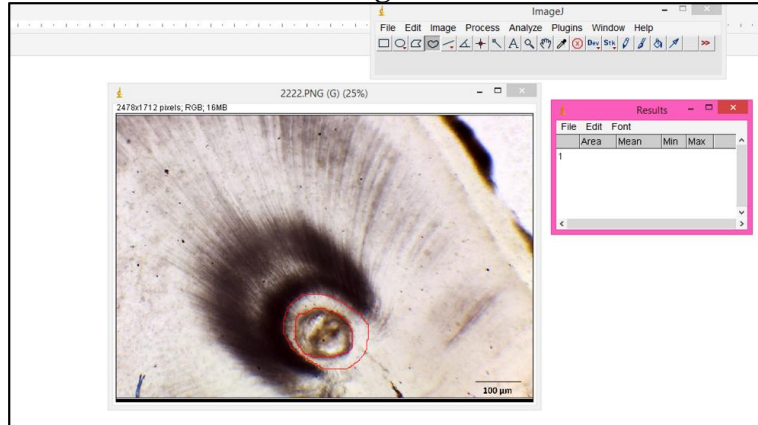 ImageJ
File Edit Image Process Analyze Plugins Window Help
A Dev Stk >>
2222.PNG (G) (25%)
2478x1712 pixels; RGB; 16MB
100 µm
Results
File Edit Font
Area Mean Min Max
1